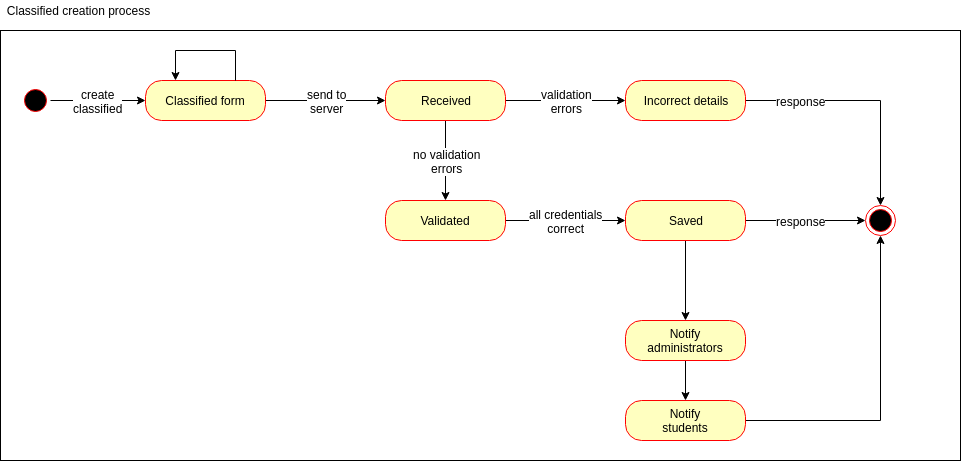 Classified creation process
create
classified
Classified form
send to
server
Received
validation
errors
Incorrect details
response
no validation
errors
Validated
all credentials
correct
Saved
response
Notify
administrators
Notify
students